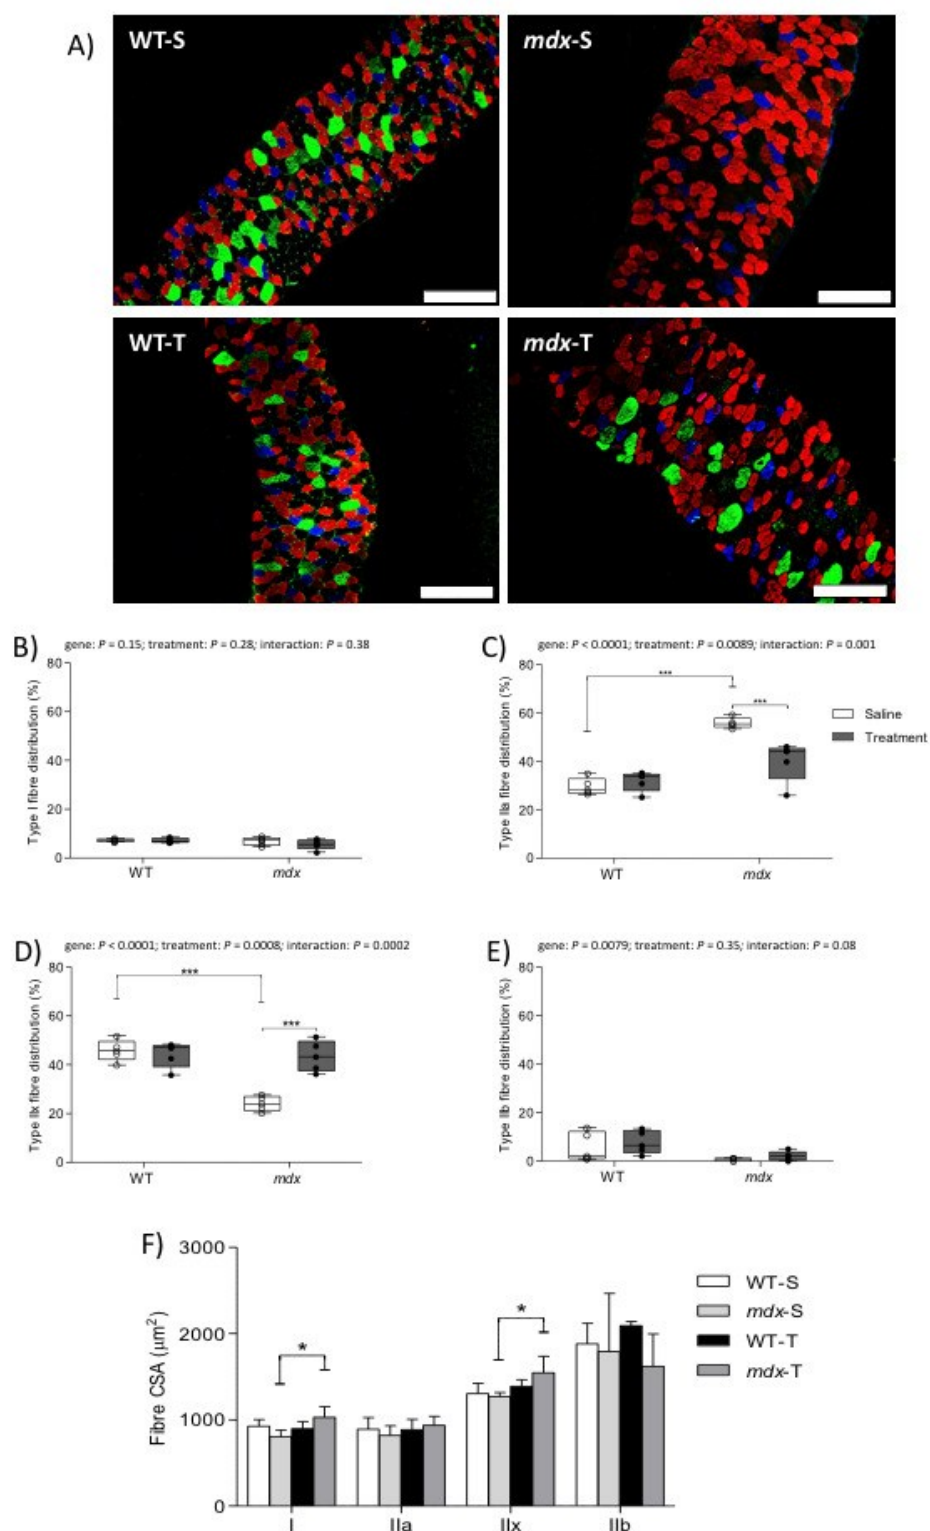 A)
WT-S
mdx-S
WT-T
mdx-T
B)
gene: P = 0.15; treatment: P = 0.28; interaction: P = 0.38
Type I fibre distribution (%)
80
60
40
20
0
WT
mdx
C)
gene: P < 0.0001; treatment: P = 0.0089; interaction: P = 0.001
Type IIa fibre distribution (%)
80
60
40
20
0
***
***
WT
mdx
Saline
Treatment
D)
gene: P < 0.0001; treatment: P = 0.0008; interaction: P = 0.0002
Type IIx fibre distribution (%)
80
60
40
20
0
***
***
WT
mdx
E)
gene: P = 0.0079; treatment: P = 0.35; interaction: P = 0.08
Type IIb fibre distribution (%)
80
60
40
20
0
WT
mdx
F)
Fibre CSA (µm²)
3000
2000
1000
0
*
*
I
IIa
IIx
IIb
WT-S
mdx-S
WT-T
mdx-T